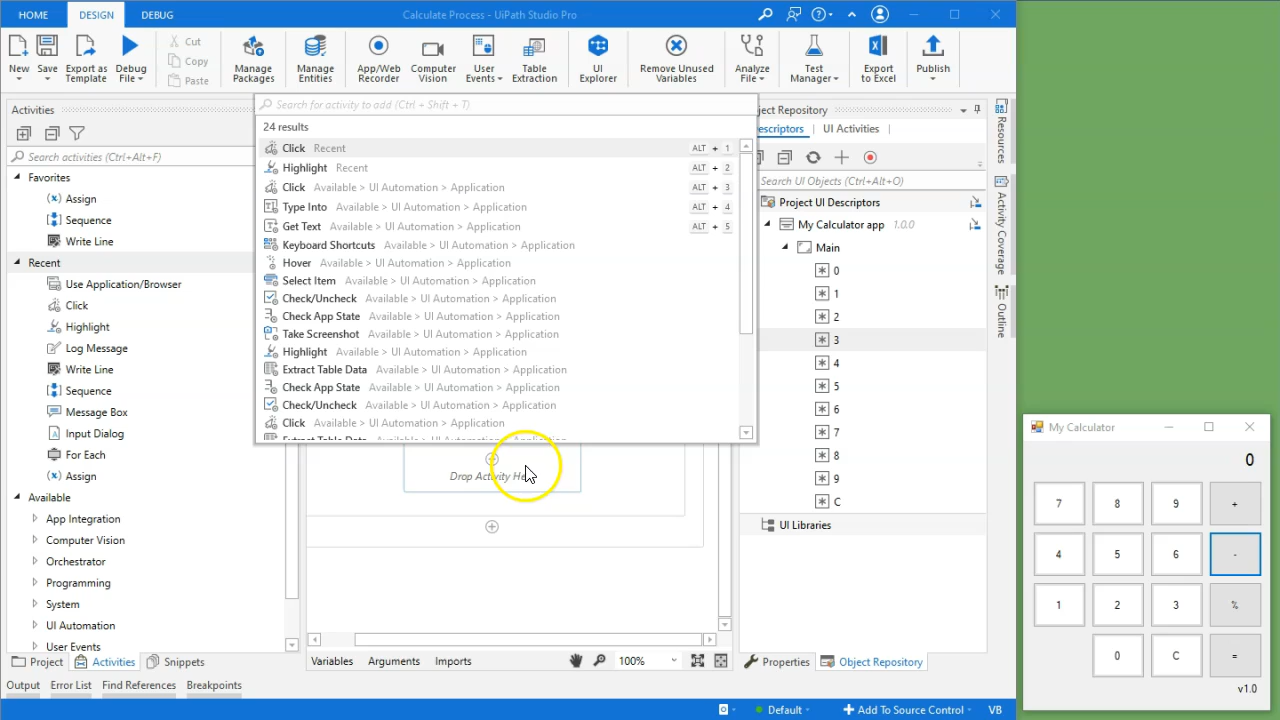 HOME DESIGN DEBUG Calculate Process - UiPath Studio Pro
New Save Export as Template Debug File Cut Copy Paste Manage Packages Manage Entities App/Web Recorder Computer Vision User Events Table Extraction UI Explorer Remove Unused Variables Analyze File Test Manager Export to Excel Publish
Activities
Search activities (Ctrl+Alt+F)
Favorites
Assign
Sequence
Write Line
Recent
Use Application/Browser
Click
Highlight
Log Message
Write Line
Sequence
Message Box
Input Dialog
For Each
Assign
Available
App Integration
Computer Vision
Orchestrator
Programming
System
UI Automation
User Events
Project Activities Snippets
Search for activity to add (Ctrl + Shift + T)
24 results
Click Recent ALT + 1
Highlight Recent ALT + 2
Click Available > UI Automation > Application ALT + 3
Type Into Available > UI Automation > Application ALT + 4
Get Text Available > UI Automation > Application ALT + 5
Keyboard Shortcuts Available > UI Automation > Application
Hover Available > UI Automation > Application
Select Item Available > UI Automation > Application
Check/Uncheck Available > UI Automation > Application
Check App State Available > UI Automation > Application
Take Screenshot Available > UI Automation > Application
Highlight Available > UI Automation > Application
Extract Table Data Available > UI Automation > Application
Check App State Available > UI Automation > Application
Check/Uncheck Available > UI Automation > Application
Click Available > UI Automation > Application
Drop Activity
Variables Arguments Imports 100%
ject Repository
escriptors UI Activities
Search UI Objects (Ctrl+Alt+O)
Project UI Descriptors
My Calculator app 1.0.0
Main
0
1
2
3
4
5
6
7
8
9
C
UI Libraries
Properties Object Repository
Resources
Activity Coverage
Outline
Output Error List Find References Breakpoints
Default Add To Source Control VB
My Calculator
0
7 8 9 +
4 5 6 -
1 2 3 %
0 C =
v1.0